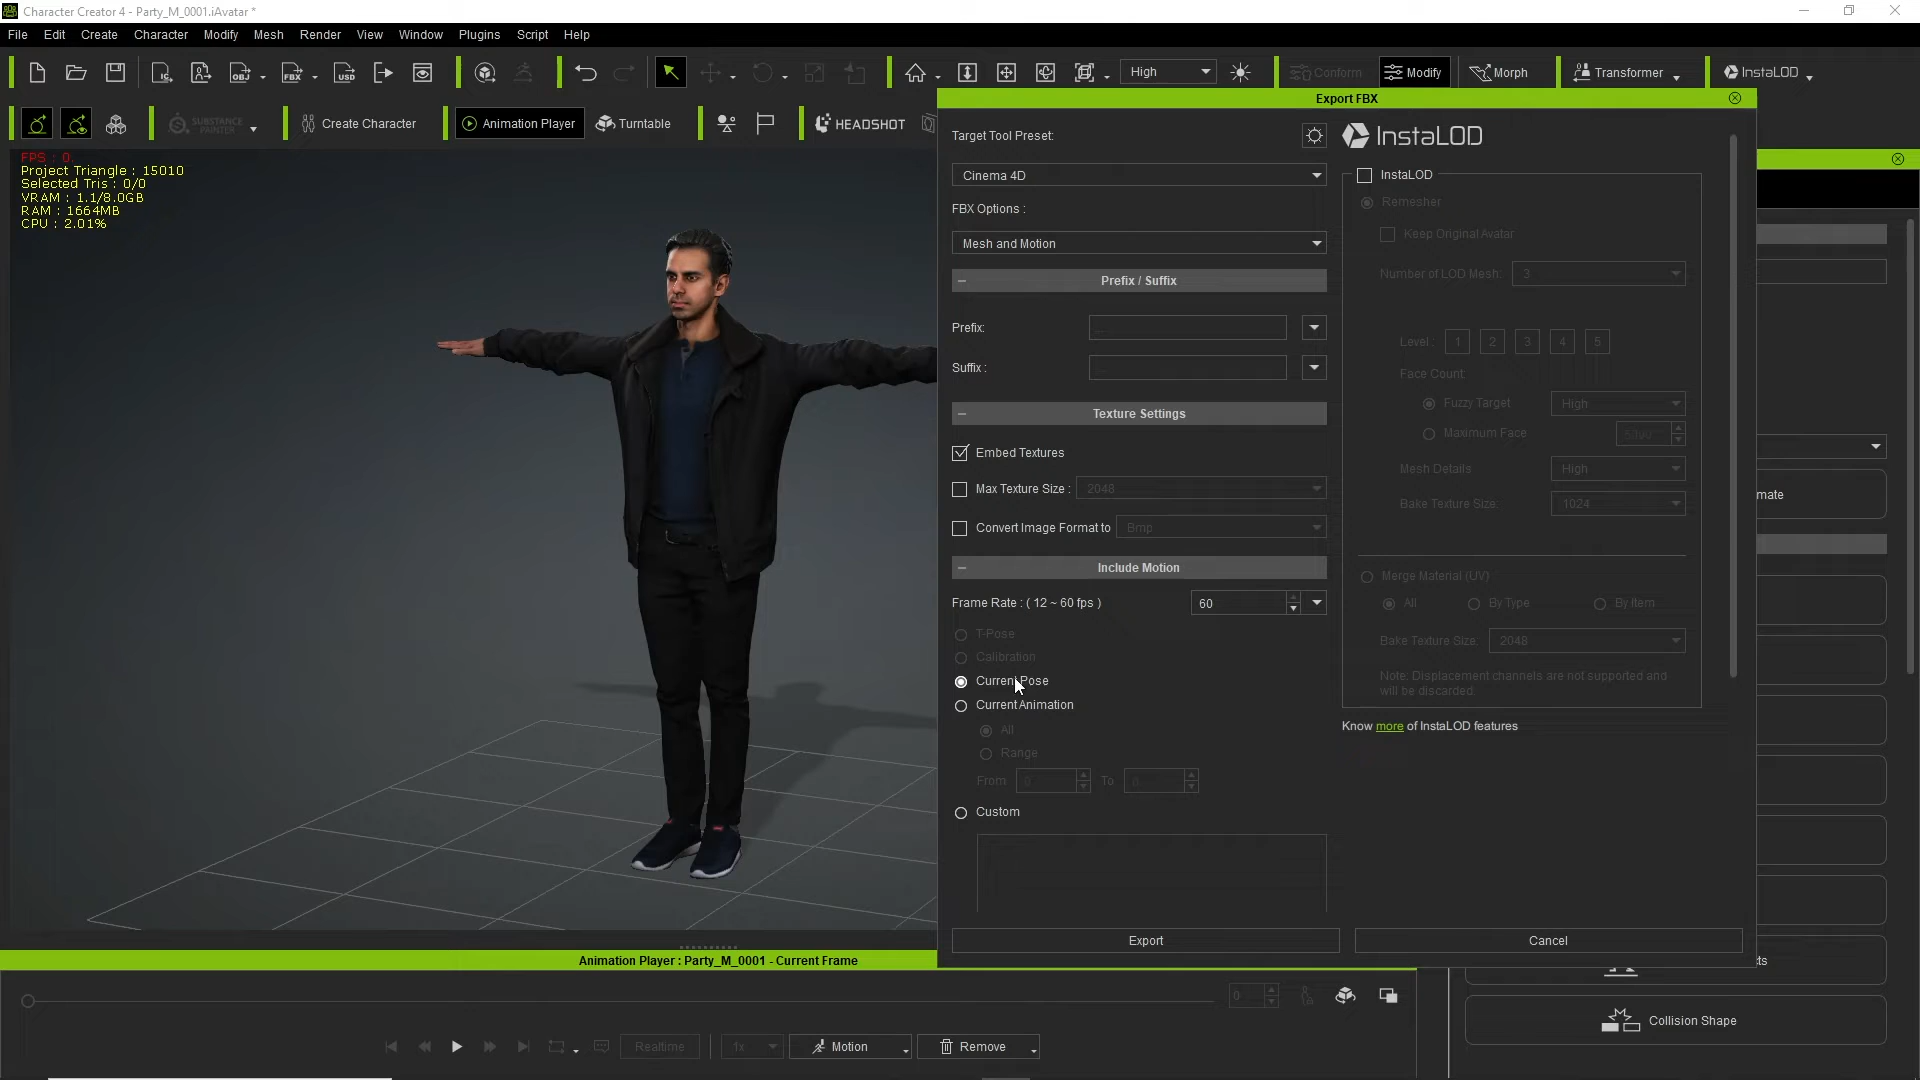 Character Creator 4 - Party_M_0001.iAvatar *
File Edit Create Character Modify Mesh Render View Window Plugins Script Help
High Conform Modify Morph Transformer InstaLOD
SUBSTANCE PAINTER Create Character Animation Player Turntable HEADSHOT
FPS : 0.
Project Triangle : 15010
Selected Tris : 0/0
VRAM : 1.1/8.0GB
RAM : 1664MB
CPU : 2.01%
Export FBX
Target Tool Preset:
Cinema 4D
FBX Options :
Mesh and Motion
Prefix / Suffix
Prefix:
Suffix :
Texture Settings
Embed Textures
Max Texture Size : 2048
Convert Image Format to Bmp
Include Motion
Frame Rate : ( 12 ~ 60 fps ) 60
T-Pose
Calibration
Current Pose
Current Animation
All
Range
From 0 To 0
Custom
Export
Cancel
InstaLOD
InstaLOD
Remesher
Keep Original Avatar
Number of LOD Mesh: 3
Level : 1 2 3 4 5
Face Count:
Fuzzy Target High
Maximum Face
Mesh Details High
Bake Texture Size: 1024
Merge Material (UV)
All By Type By Item
Bake Texture Size: 2048
Note: Displacement channels are not supported and
will be discarded.
Know more of InstaLOD features
mate
ts
Collision Shape
Animation Player : Party_M_0001 - Current Frame
0
Realtime 1x Motion Remove